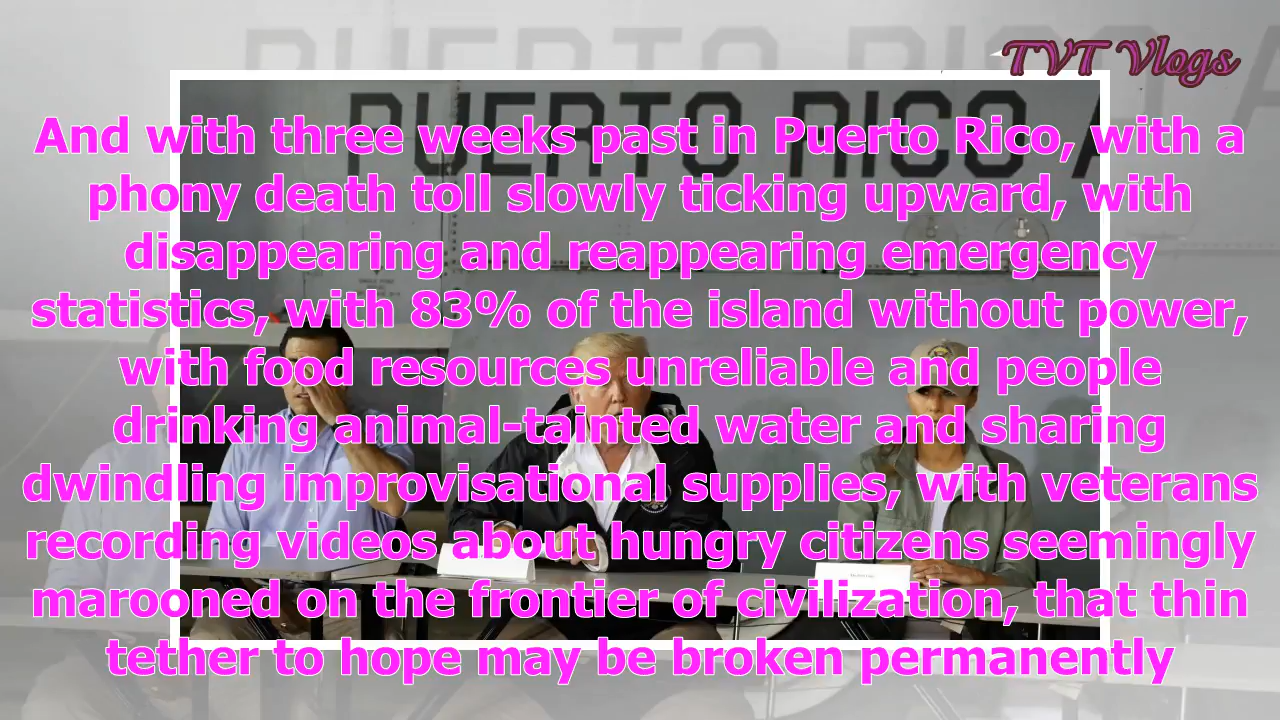 PUERTO RICO A
TVT Vlogs
PUERTO RICO A
And with three weeks past in Puerto Rico, with a
phony death toll slowly ticking upward, with
disappearing and reappearing emergency
statistics, with 83% of the island without power,
with food resources unreliable and people
drinking animal-tainted water and sharing
dwindling improvisational supplies, with veterans
recording videos about hungry citizens seemingly
marooned on the frontier of civilization, that thin
tether to hope may be broken permanently